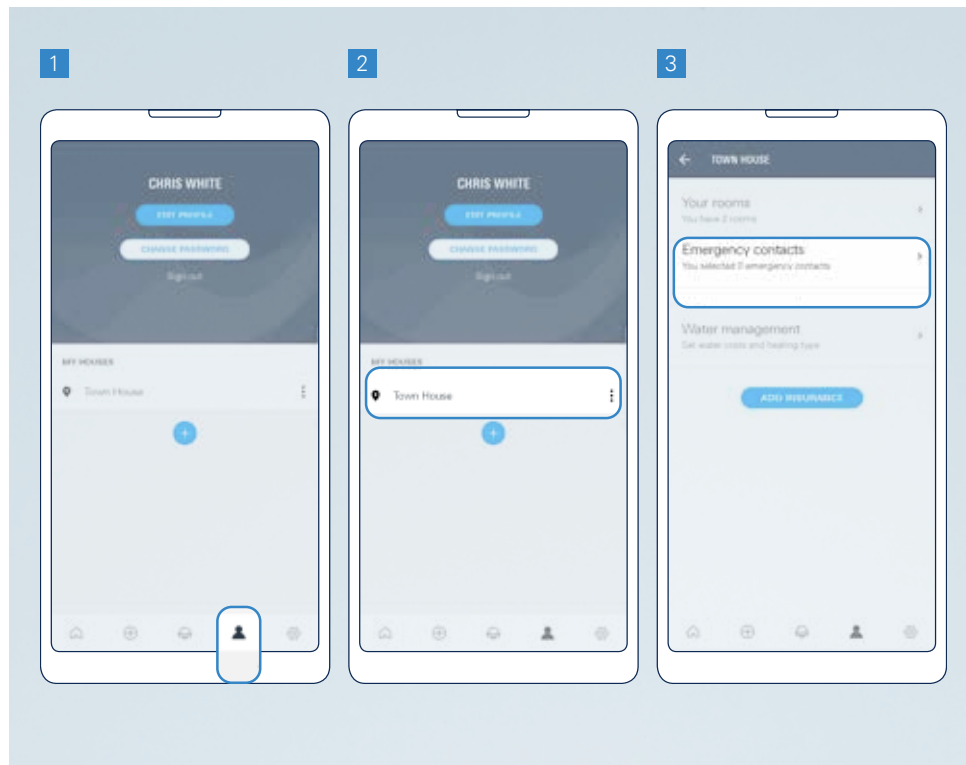 1
2
3
CHRIS WHITE
EDIT PROFILE
CHANGE PASSWORD
Sign out
MY HOUSES
Town House
CHRIS WHITE
EDIT PROFILE
CHANGE PASSWORD
Sign out
MY HOUSES
Town House
TOWN HOUSE
Your rooms
You have 2 rooms
Emergency contacts
You selected emergency contacts
Water management
Set water costs and heating type
ADD INSURANCE